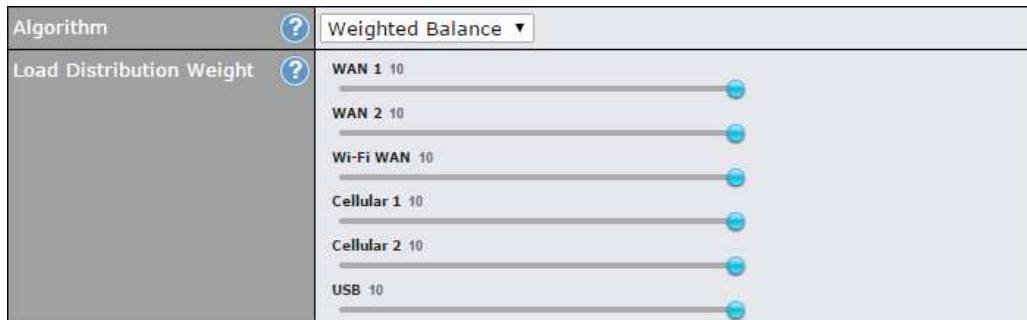 Algorithm ? Weighted Balance ▼
Load Distribution Weight ? WAN 1 10
WAN 2 10
Wi-Fi WAN 10
Cellular 1 10
Cellular 2 10
USB 10